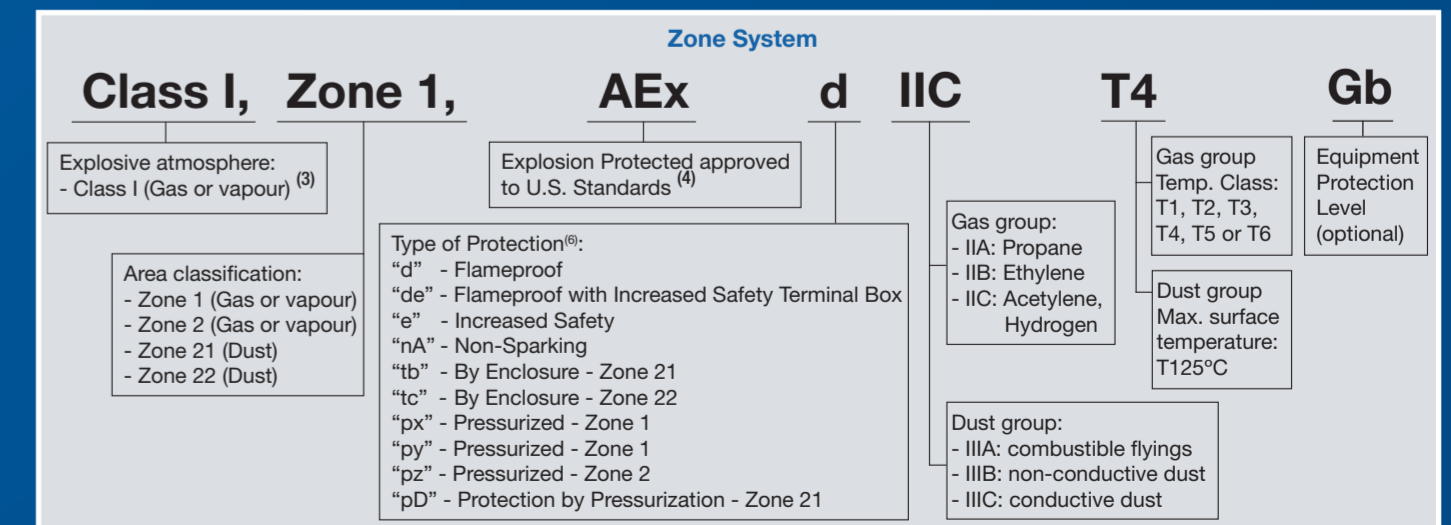 Zone System
Class I, Zone 1, AEx d IIC T4 Gb
Explosive atmosphere:
- Class I (Gas or vapour) (3)
Area classification:
- Zone 1 (Gas or vapour)
- Zone 2 (Gas or vapour)
- Zone 21 (Dust)
- Zone 22 (Dust)
Explosion Protected approved
to U.S. Standards (4)
Type of Protection(6):
“d” - Flameproof
“de” - Flameproof with Increased Safety Terminal Box
“e” - Increased Safety
“nA” - Non-Sparking
“tb” - By Enclosure - Zone 21
“tc” - By Enclosure - Zone 22
“px” - Pressurized - Zone 1
“py” - Pressurized - Zone 1
“pz” - Pressurized - Zone 2
“pD” - Protection by Pressurization - Zone 21
Gas group:
- IIA: Propane
- IIB: Ethylene
- IIC: Acetylene,
Hydrogen
Dust group:
- IIIA: combustible flyings
- IIIB: non-conductive dust
- IIIC: conductive dust
Gas group
Temp. Class:
T1, T2, T3,
T4, T5 or T6
Dust group
Max. surface
temperature:
T125ºC
Equipment
Protection
Level
(optional)